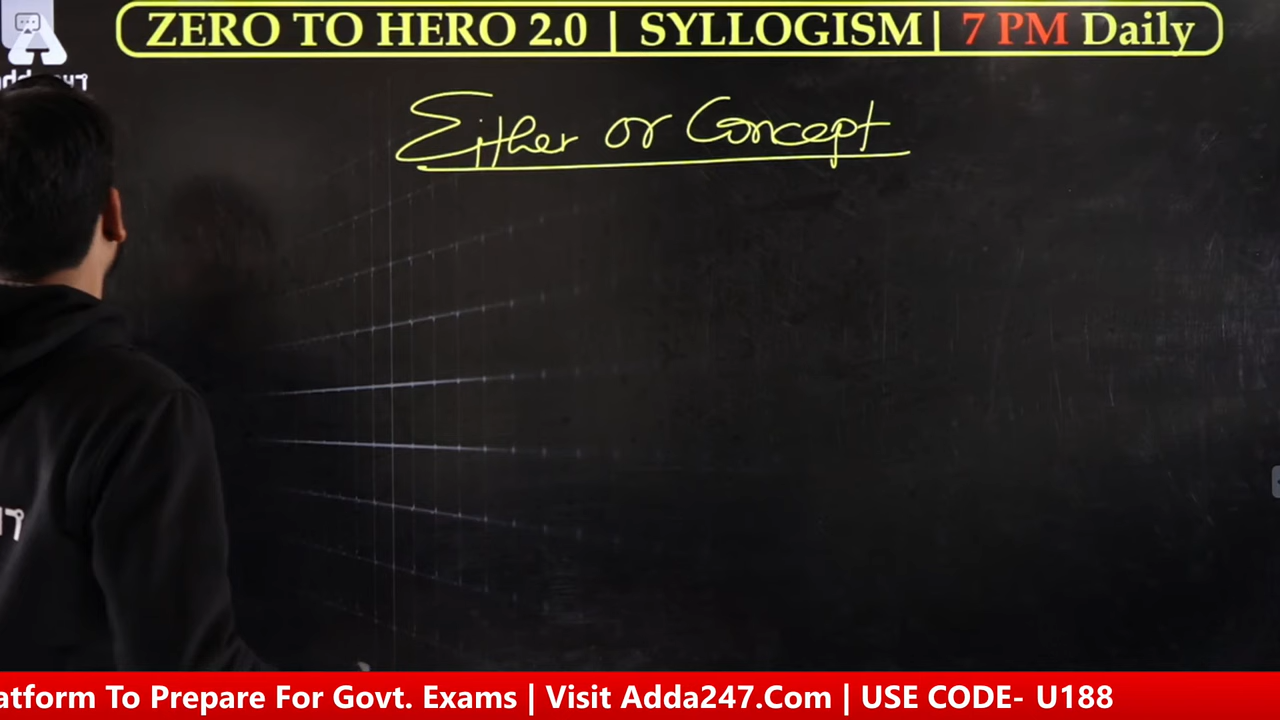 ZERO TO HERO 2.0 | SYLLOGISM | 7 PM Daily
Either or Concept
atform To Prepare For Govt. Exams | Visit Adda247.Com | USE CODE- U188